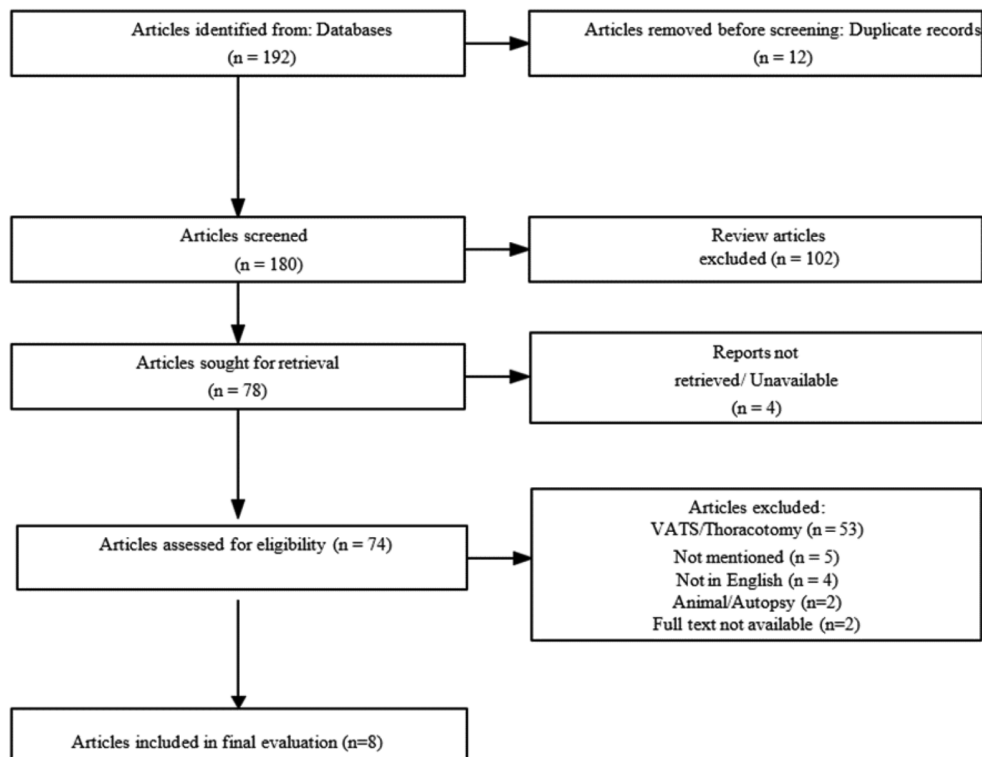 Articles identified from: Databases
(n = 192)
Articles removed before screening: Duplicate records
(n = 12)
Articles screened
(n = 180)
Review articles
excluded (n = 102)
Articles sought for retrieval
(n = 78)
Reports not
retrieved/ Unavailable
(n = 4)
Articles assessed for eligibility (n = 74)
Articles excluded:
VATS/Thoracotomy (n = 53)
Not mentioned (n = 5)
Not in English (n = 4)
Animal/Autopsy (n=2)
Full text not available (n=2)
Articles included in final evaluation (n=8)